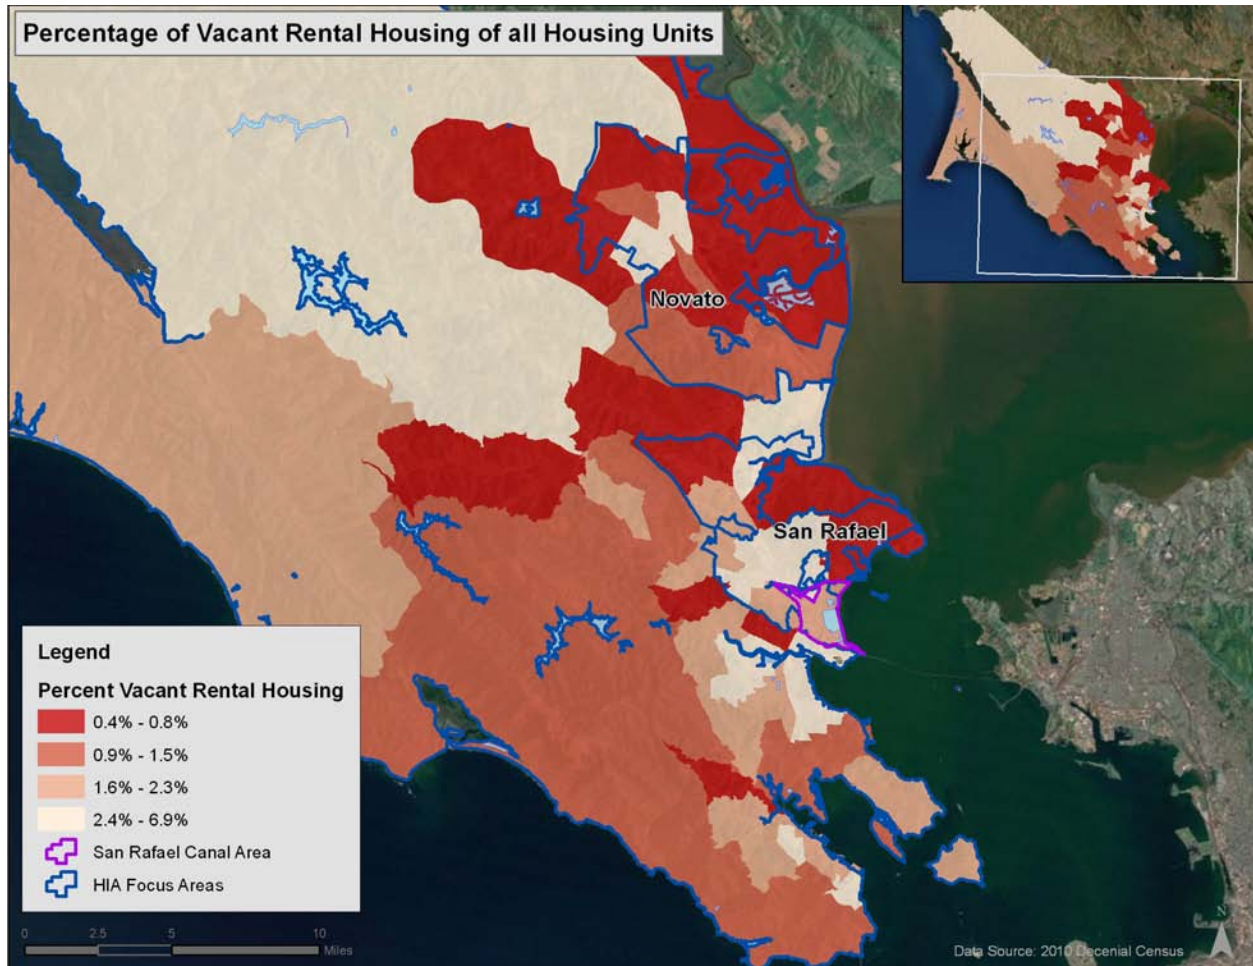 Percentage of Vacant Rental Housing of all Housing Units
Novato
San Rafael
Legend
Percent Vacant Rental Housing
0.4% - 0.8%
0.9% - 1.5%
1.6% - 2.3%
2.4% - 6.9%
San Rafael Canal Area
HIA Focus Areas
0 2.5 5 10
Miles
N
Data Source: 2010 Decenial Census